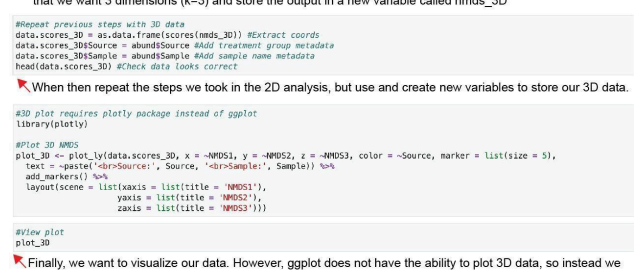 that we want 3 dimensions (k=3) and store the output in a new variable called nmds_3D
#Repeat previous steps with 3D data
data.scores_3D = as.data.frame(scores(nmds_3D)) #Extract coords
data.scores_3D$Source = abund$Source #Add treatment group metadata
data.scores_3D$Sample = abund$Sample #Add sample name metadata
head(data.scores_3D) #Check data looks correct
When then repeat the steps we took in the 2D analysis, but use and create new variables to store our 3D data.
#3D plot requires plotly package instead of ggplot
library(plotly)
#Plot 3D NMDS
plot_3D <- plot_ly(data.scores_3D, x = ~NMDS1, y = ~NMDS2, z = ~NMDS3, color = ~Source, marker = list(size = 5),
text = ~paste('<br>Source:', Source, '<br>Sample:', Sample)) %>%
add_markers() %>%
layout(scene = list(xaxis = list(title = 'NMDS1'),
yaxis = list(title = 'NMDS2'),
zaxis = list(title = 'NMDS3')))
#View plot
plot_3D
Finally, we want to visualize our data. However, ggplot does not have the ability to plot 3D data, so instead we